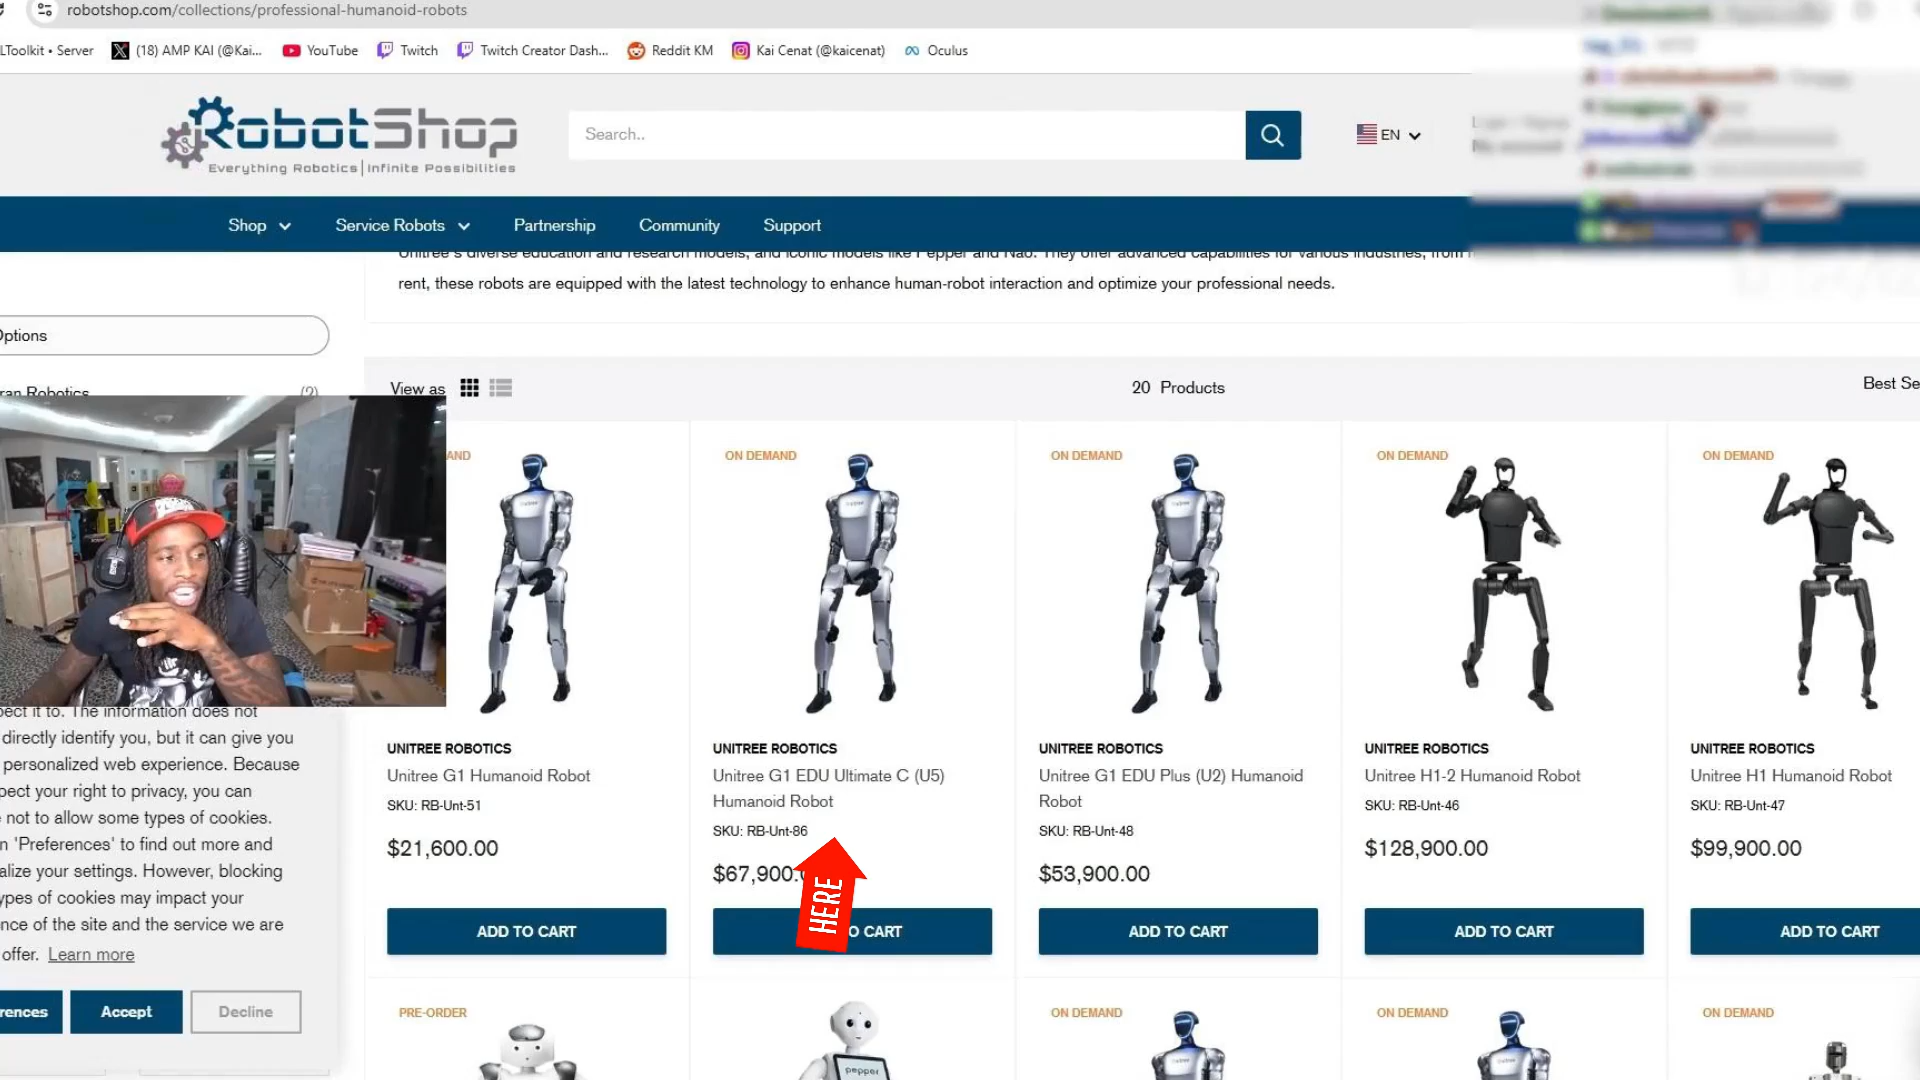 robotshop.com/collections/professional-humanoid-robots
LToolkit • Server (18) AMP KAI (@Kai... YouTube Twitch Twitch Creator Dash... Reddit KM Kai Cenat (@kaicenat) Oculus
RobotShop
Everything Robotics | Infinite Possibilities
Search..
EN
Shop Service Robots Partnership Community Support
Unitree's diverse education and research models, and iconic models like Pepper and Nao. They offer advanced capabilities for various industries, from
rent, these robots are equipped with the latest technology to enhance human-robot interaction and optimize your professional needs.
Options
ran Robotics (2)
View as
20 Products
Best Se
AND
ON DEMAND
ON DEMAND
ON DEMAND
ON DEMAND
UNITREE ROBOTICS
Unitree G1 Humanoid Robot
SKU: RB-Unt-51
$21,600.00
ADD TO CART
UNITREE ROBOTICS
Unitree G1 EDU Ultimate C (U5)
Humanoid Robot
SKU: RB-Unt-86
$67,900.
HERE
O CART
UNITREE ROBOTICS
Unitree G1 EDU Plus (U2) Humanoid
Robot
SKU: RB-Unt-48
$53,900.00
ADD TO CART
UNITREE ROBOTICS
Unitree H1-2 Humanoid Robot
SKU: RB-Unt-46
$128,900.00
ADD TO CART
UNITREE ROBOTICS
Unitree H1 Humanoid Robot
SKU: RB-Unt-47
$99,900.00
ADD TO CART
pect it to. The information does not
directly identify you, but it can give you
personalized web experience. Because
pect your right to privacy, you can
not to allow some types of cookies.
n 'Preferences' to find out more and
alize your settings. However, blocking
ypes of cookies may impact your
nce of the site and the service we are
offer. Learn more
rences Accept Decline
PRE-ORDER
pepper
ON DEMAND
ON DEMAND
ON DEMAND